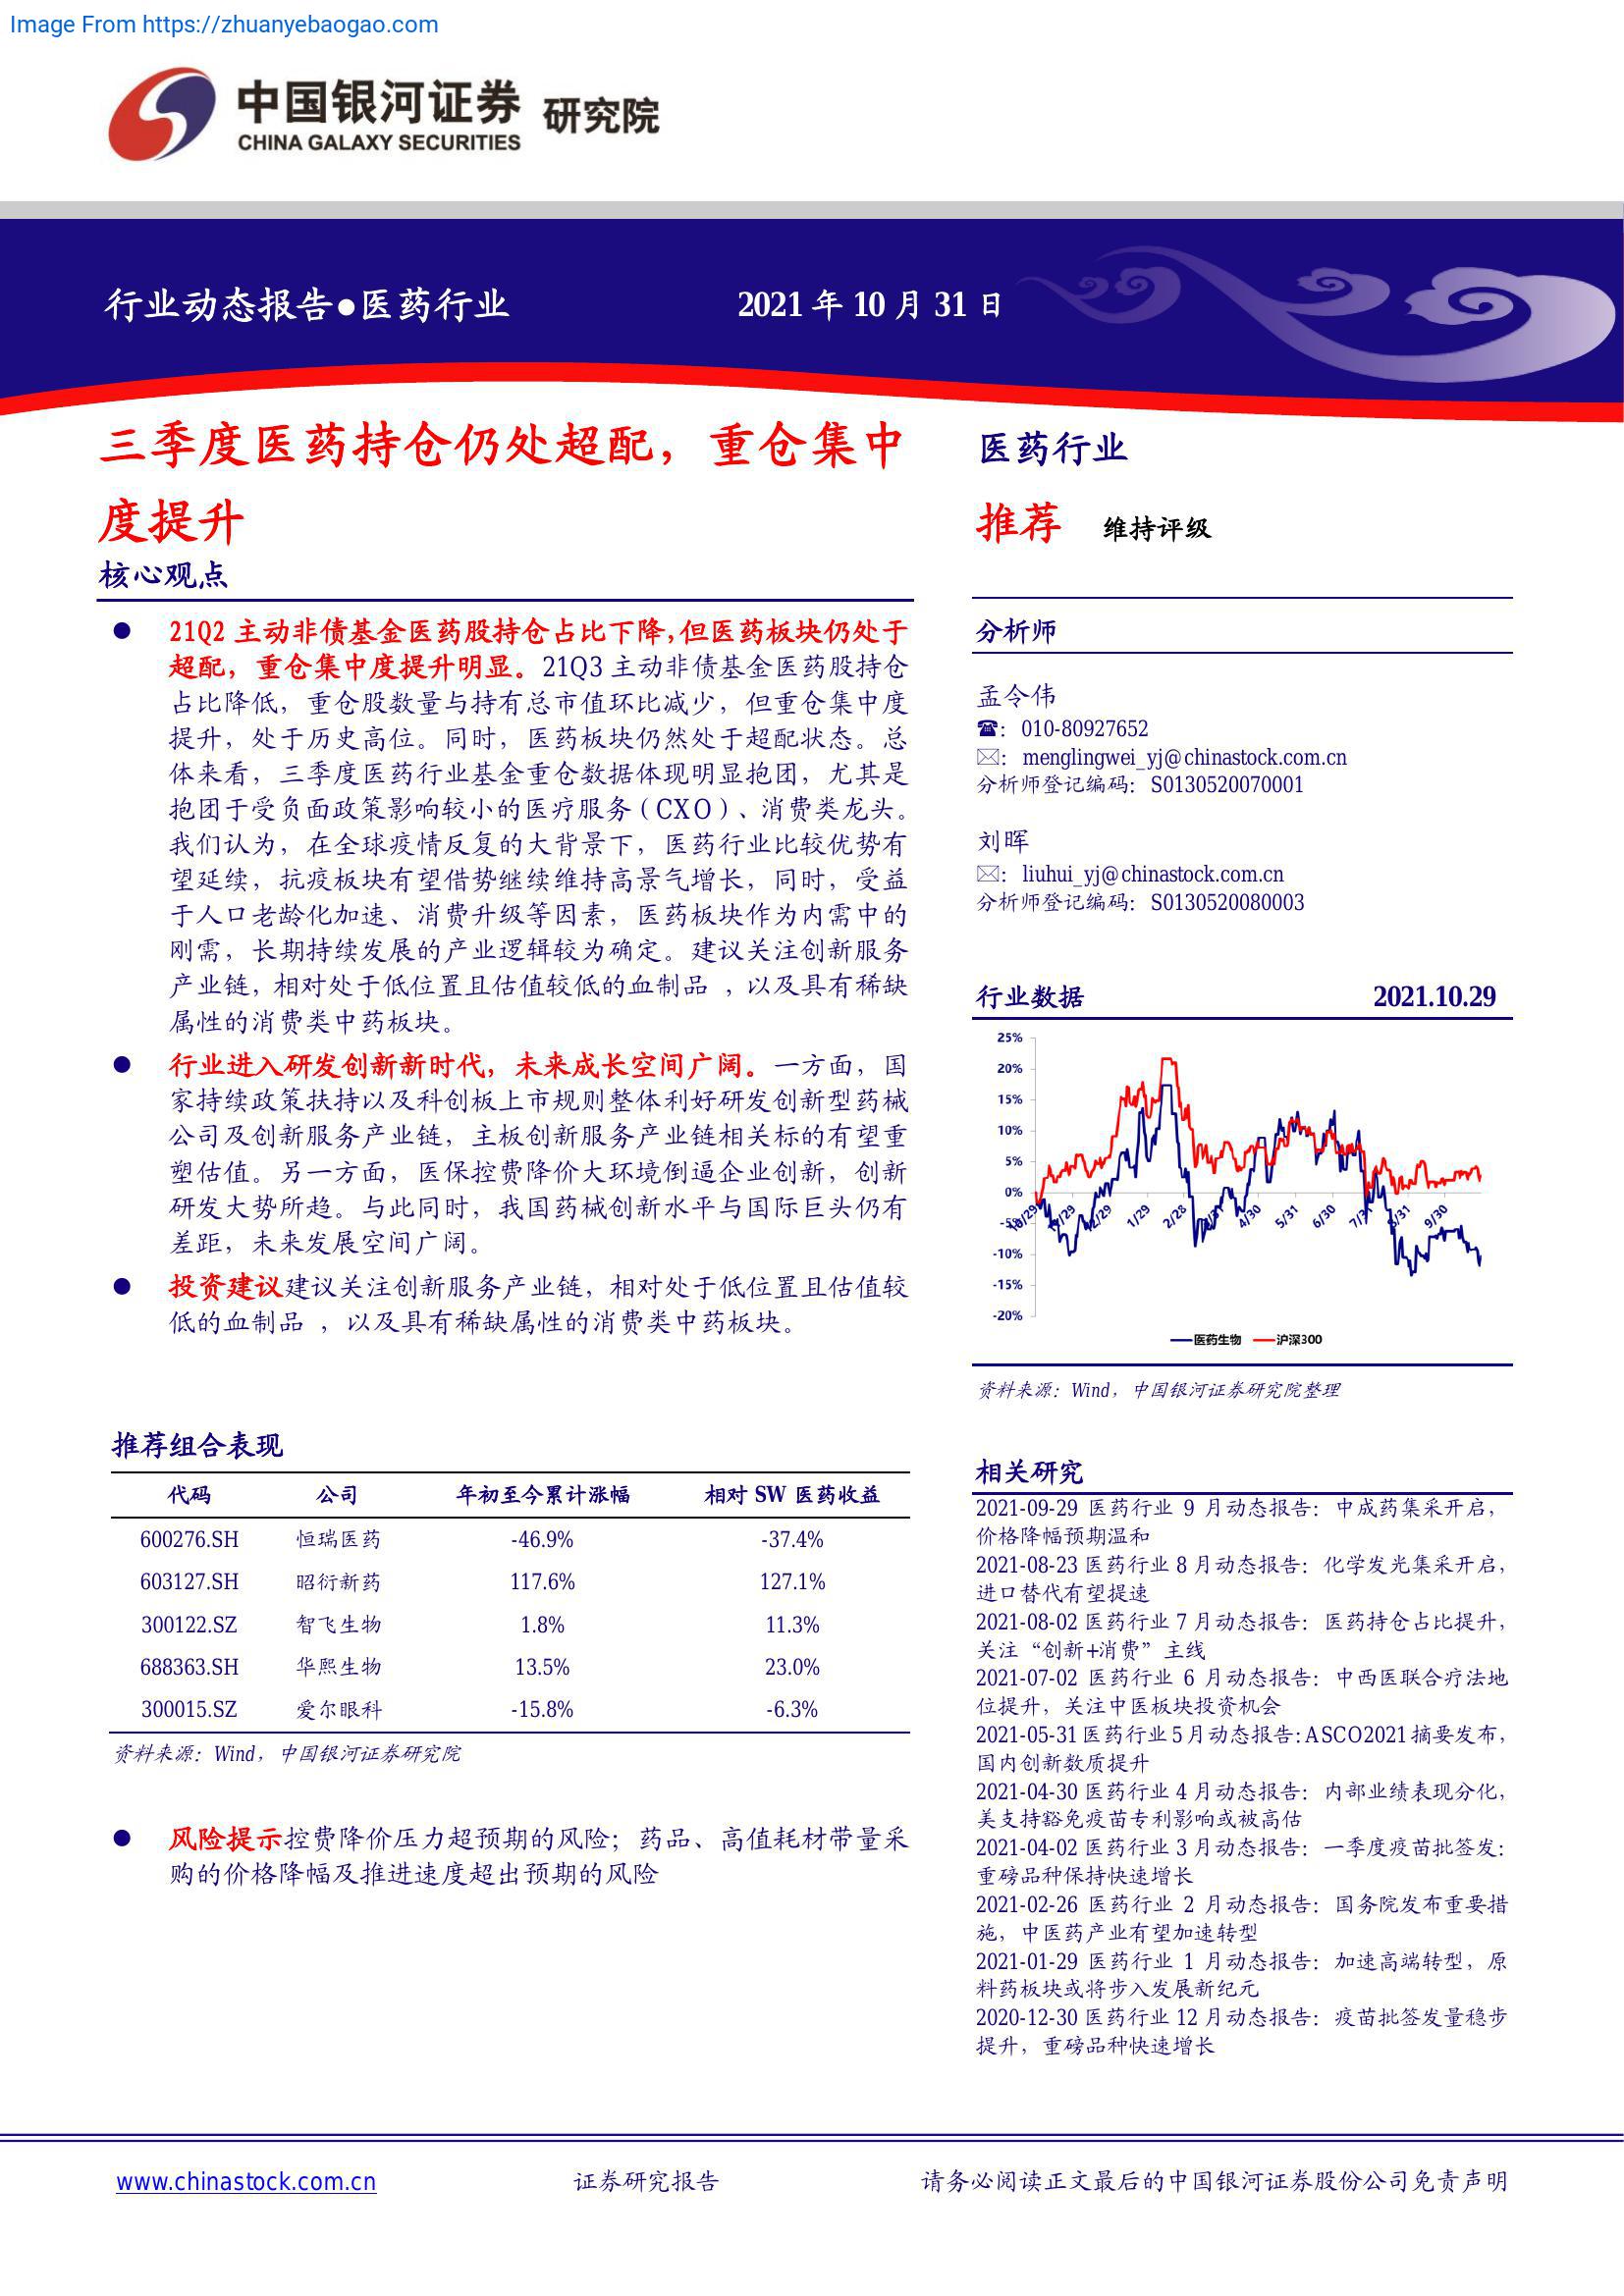 Image From https://zhuanyebaogao.com
中国银河证券 研究院
CHINA GALAXY SECURITIES
行业动态报告●医药行业
2021 年 10 月 31 日
三季度医药持仓仍处超配，重仓集中
度提升
核心观点
● 21Q2 主动非债基金医药股持仓占比下降，但医药板块仍处于
超配，重仓集中度提升明显。21Q3 主动非债基金医药股持仓
占比降低，重仓股数量与持有总市值环比减少，但重仓集中度
提升，处于历史高位。同时，医药板块仍然处于超配状态。总
体来看，三季度医药行业基金重仓数据体现明显抱团，尤其是
抱团于受负面政策影响较小的医疗服务（CXO）、消费类龙头。
我们认为，在全球疫情反复的大背景下，医药行业比较优势有
望延续，抗疫板块有望借势继续维持高景气增长，同时，受益
于人口老龄化加速、消费升级等因素，医药板块作为内需中的
刚需，长期持续发展的产业逻辑较为确定。建议关注创新服务
产业链，相对处于低位置且估值较低的血制品 ，以及具有稀缺
属性的消费类中药板块。
● 行业进入研发创新新时代，未来成长空间广阔。一方面，国
家持续政策扶持以及科创板上市规则整体利好研发创新型药械
公司及创新服务产业链，主板创新服务产业链相关标的有望重
塑估值。另一方面，医保控费降价大环境倒逼企业创新，创新
研发大势所趋。与此同时，我国药械创新水平与国际巨头仍有
差距，未来发展空间广阔。
● 投资建议建议关注创新服务产业链，相对处于低位置且估值较
低的血制品 ，以及具有稀缺属性的消费类中药板块。
推荐组合表现
代码 公司 年初至今累计涨幅 相对 SW 医药收益
600276.SH 恒瑞医药 -46.9% -37.4%
603127.SH 昭衍新药 117.6% 127.1%
300122.SZ 智飞生物 1.8% 11.3%
688363.SH 华熙生物 13.5% 23.0%
300015.SZ 爱尔眼科 -15.8% -6.3%
资料来源：Wind，中国银河证券研究院
● 风险提示控费降价压力超预期的风险；药品、高值耗材带量采
购的价格降幅及推进速度超出预期的风险
医药行业
推荐 维持评级
分析师
孟令伟
☎：010-80927652
✉：menglingwei_yj@chinastock.com.cn
分析师登记编码：S0130520070001
刘晖
✉：liuhui_yj@chinastock.com.cn
分析师登记编码：S0130520080003
行业数据 2021.10.29
25%
20%
15%
10%
5%
0%
-5%
-10%
-15%
-20%
10/29 11/29 12/29 1/29 2/28 3/31 4/30 5/31 6/30 7/31 8/31 9/30
医药生物 沪深300
资料来源：Wind，中国银河证券研究院整理
相关研究
2021-09-29 医药行业 9 月动态报告：中成药集采开启，
价格降幅预期温和
2021-08-23 医药行业 8 月动态报告：化学发光集采开启，
进口替代有望提速
2021-08-02 医药行业 7 月动态报告：医药持仓占比提升，
关注“创新+消费”主线
2021-07-02 医药行业 6 月动态报告：中西医联合疗法地
位提升，关注中医板块投资机会
2021-05-31 医药行业 5 月动态报告：ASCO2021 摘要发布，
国内创新数质提升
2021-04-30 医药行业 4 月动态报告：内部业绩表现分化，
美支持豁免疫苗专利影响或被高估
2021-04-02 医药行业 3 月动态报告：一季度疫苗批签发：
重磅品种保持快速增长
2021-02-26 医药行业 2 月动态报告：国务院发布重要措
施，中医药产业有望加速转型
2021-01-29 医药行业 1 月动态报告：加速高端转型，原
料药板块或将步入发展新纪元
2020-12-30 医药行业 12 月动态报告：疫苗批签发量稳步
提升，重磅品种快速增长
www.chinastock.com.cn 证券研究报告 请务必阅读正文最后的中国银河证券股份公司免责声明